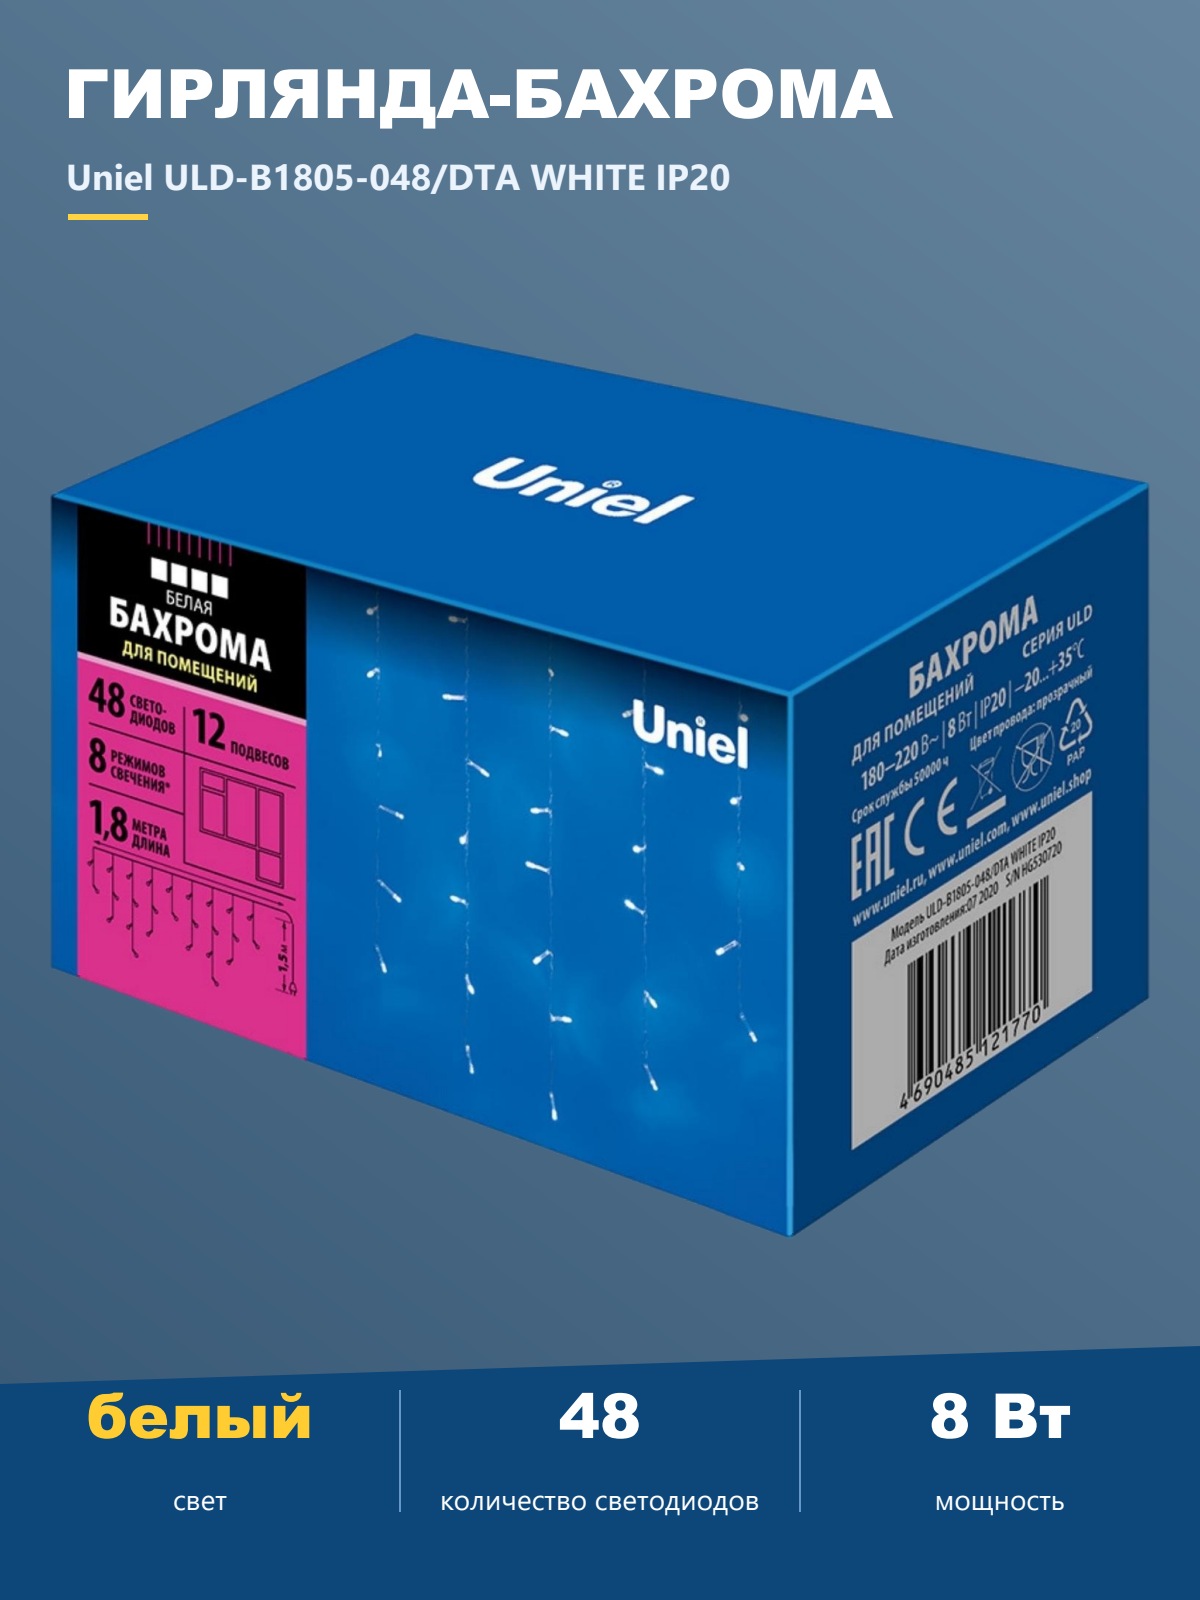 ГИРЛЯНДА-БАХРОМА
Uniel ULD-B1805-048/DTA WHITE IP20
Uniel
БЕЛАЯ
БАХРОМА
ДЛЯ ПОМЕЩЕНИЙ
48 СВЕТО-
ДИОДОВ
12 ПОДВЕСОВ
8 РЕЖИМОВ
СВЕЧЕНИЯ*
1,8 МЕТРА
ДЛИНА
1,5 м
Uniel
БАХРОМА
СЕРИЯ ULD
ДЛЯ ПОМЕЩЕНИЙ
180–220 В~ | 8 Вт | IP20 | –20...+35°C
Срок службы 50000 ч
Цвет провода: прозрачный
EAC CE
20
PAP
www.uniel.ru, www.uniel.com, www.uniel.shop
Модель ULD-B1805-048/DTA WHITE IP20
Дата изготовления:07 2020 S/N HG530720
4 690485 121770
белый
свет
48
количество светодиодов
8 Вт
мощность